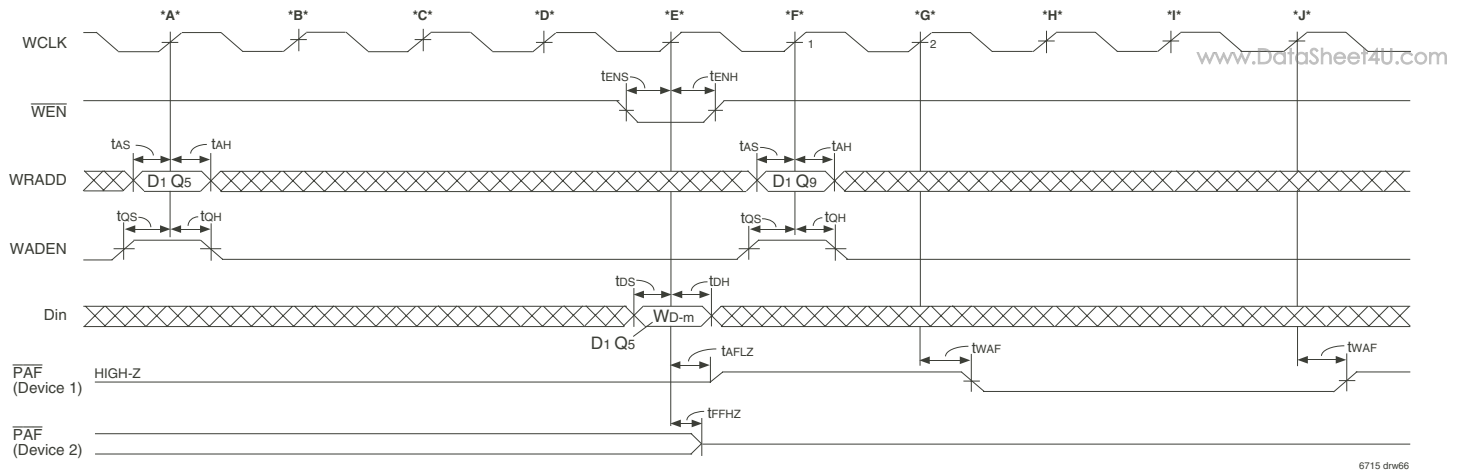 *A* *B* *C* *D* *E* *F* *G* *H* *I* *J*
WCLK 1 2
www.DataSheet4U.com
tENS tENH
WEN
tAS tAH tAS tAH
WRADD D1 Q5 D1 Q9
tQS tQH tQS tQH
WADEN
tDS tDH
Din WD-m
D1 Q5
tAFLZ tWAF tWAF
PAF HIGH-Z
(Device 1)
tFFHZ
PAF
(Device 2)
6715 drw66